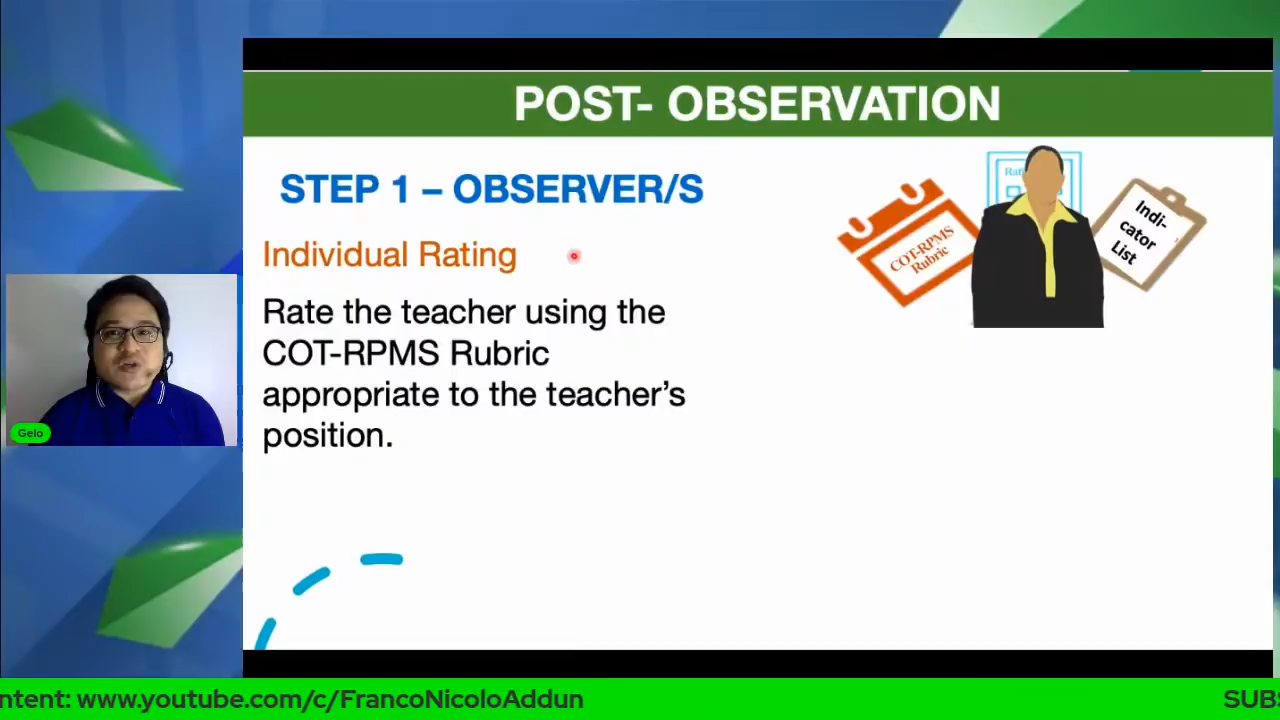 POST- OBSERVATION
STEP 1 – OBSERVER/S
Individual Rating
Rate the teacher using the
COT-RPMS Rubric
appropriate to the teacher’s
position.
COT-RPMS
Rubric
Indi-
cator
List
Gelo
ntent: www.youtube.com/c/FrancoNicoloAddun
SUBS